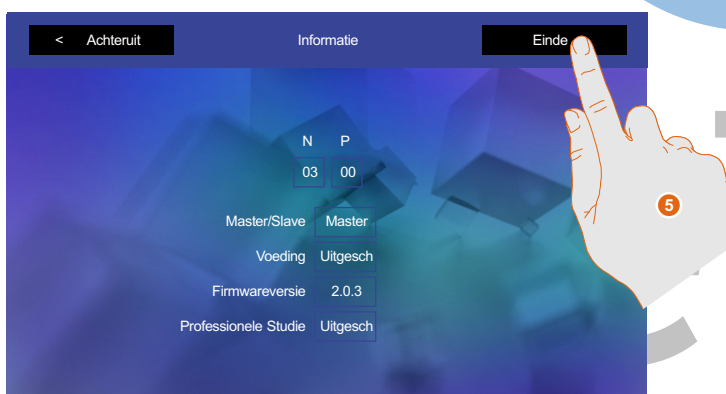 < Achteruit Informatie Einde
N P
03 00
Master/Slave Master
Voeding Uitgesch
Firmwareversie 2.0.3
Professionele Studie Uitgesch
5